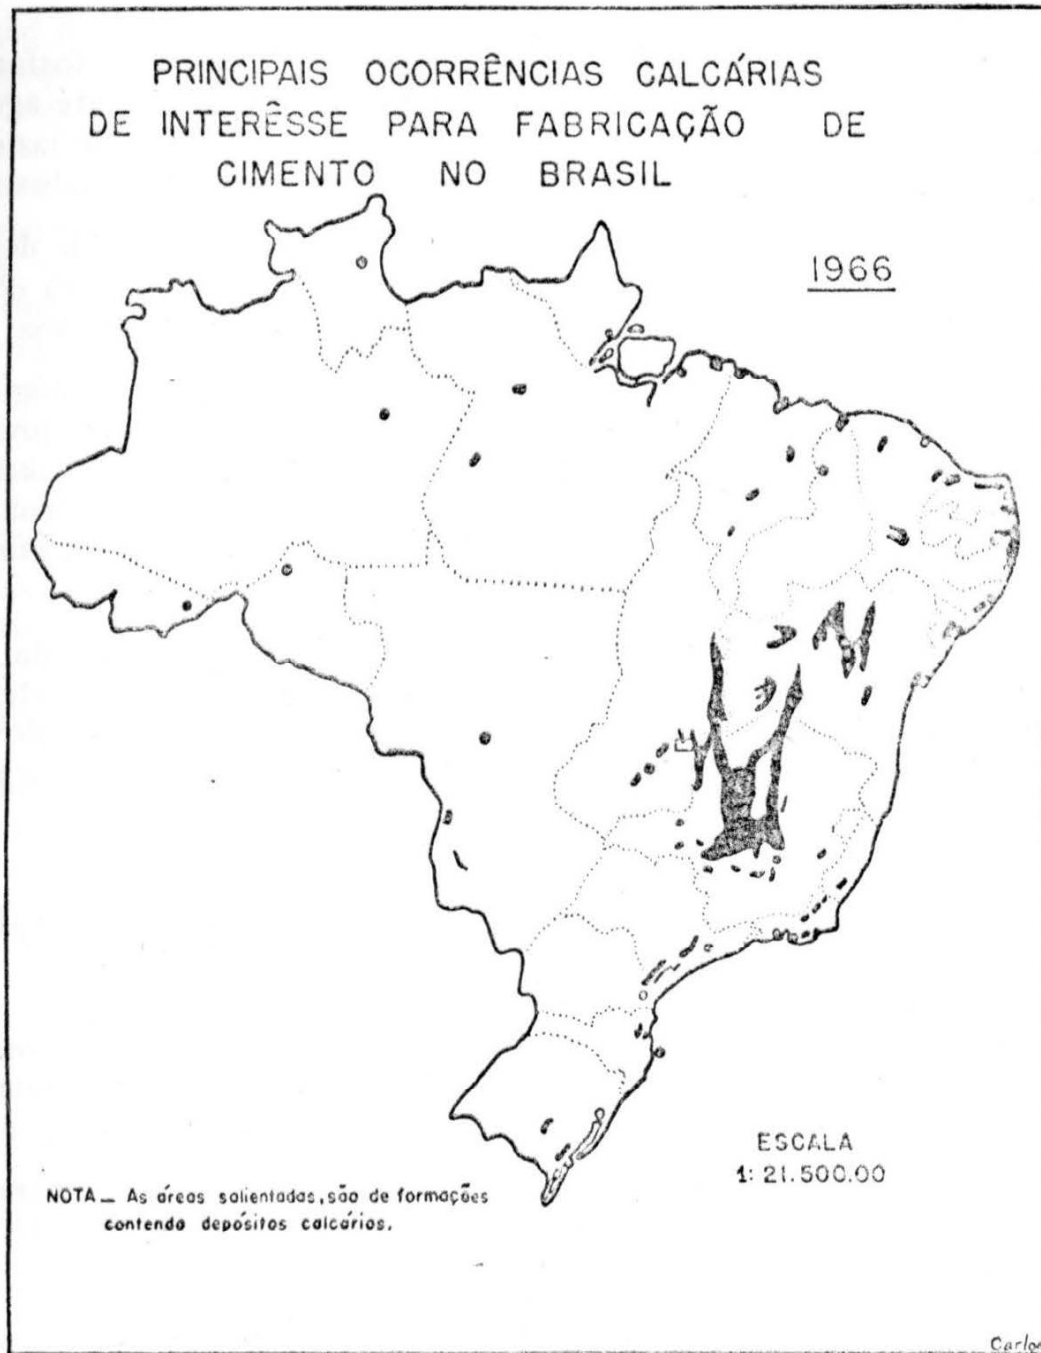 PRINCIPAIS OCORRÊNCIAS CALCÁRIAS
DE INTERÊSSE PARA FABRICAÇÃO DE
CIMENTO NO BRASIL
1966
ESCALA
1: 21.500.00
NOTA — As áreas salientadas, são de formações
contendo depósitos calcários.
Carlos